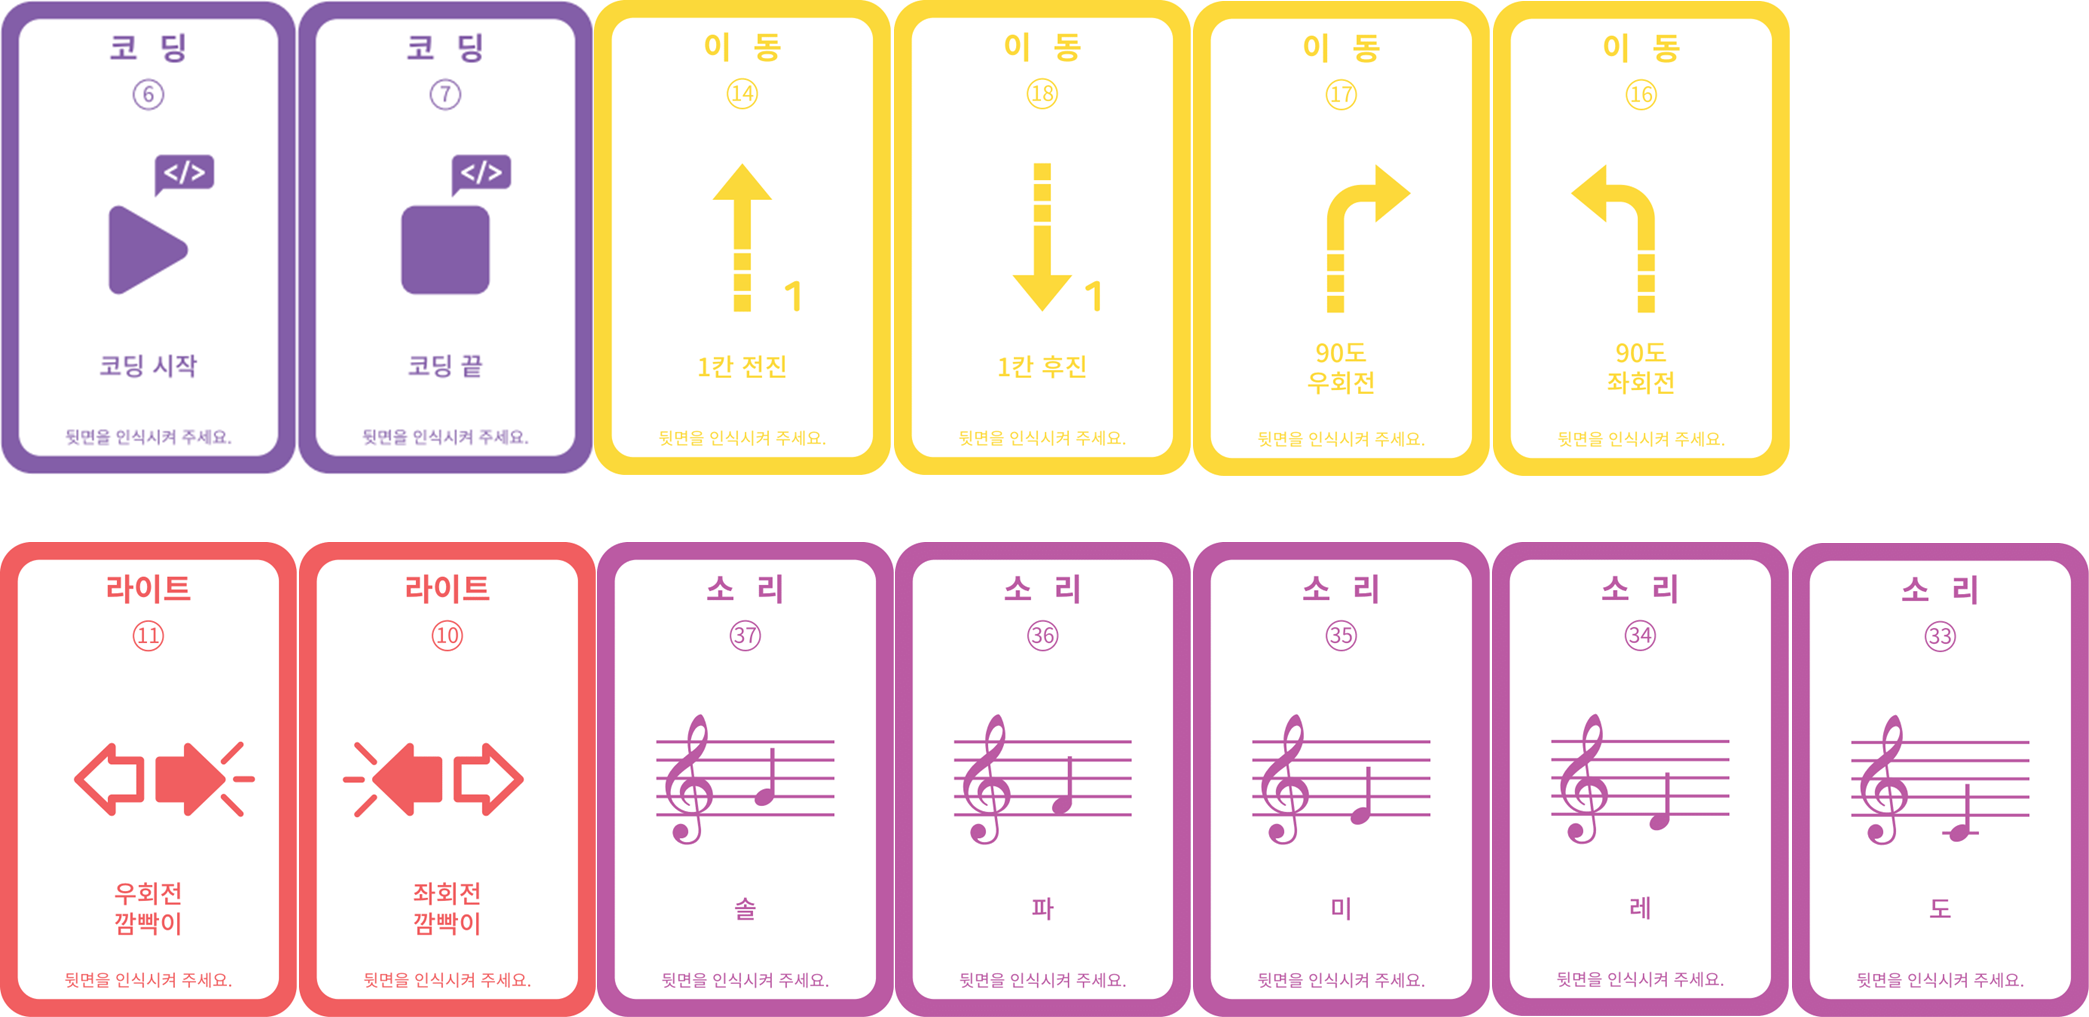 코 딩
⑥
</>
코딩 시작
뒷면을 인식시켜 주세요.
코 딩
⑦
</>
코딩 끝
뒷면을 인식시켜 주세요.
이 동
⑭
1
1칸 전진
뒷면을 인식시켜 주세요.
이 동
⑱
1
1칸 후진
뒷면을 인식시켜 주세요.
이 동
⑰
90도
우회전
뒷면을 인식시켜 주세요.
이 동
⑯
90도
좌회전
뒷면을 인식시켜 주세요.
라이트
⑪
우회전
깜빡이
뒷면을 인식시켜 주세요.
라이트
⑩
좌회전
깜빡이
뒷면을 인식시켜 주세요.
소 리
㊲
솔
뒷면을 인식시켜 주세요.
소 리
㊱
파
뒷면을 인식시켜 주세요.
소 리
㉟
미
뒷면을 인식시켜 주세요.
소 리
㉞
레
뒷면을 인식시켜 주세요.
소 리
㉝
도
뒷면을 인식시켜 주세요.